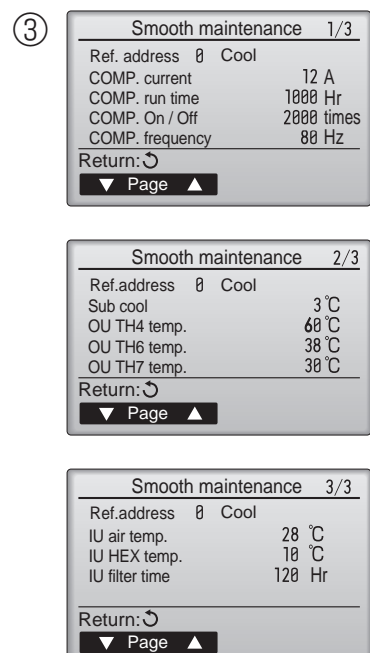 ③
Smooth maintenance 1/3
Ref. address 0 Cool
COMP. current 12 A
COMP. run time 1000 Hr
COMP. On / Off 2000 times
COMP. frequency 80 Hz
Return:
▼ Page ▲
Smooth maintenance 2/3
Ref.address 0 Cool
Sub cool 3 °C
OU TH4 temp. 60 °C
OU TH6 temp. 38 °C
OU TH7 temp. 30 °C
Return:
▼ Page ▲
Smooth maintenance 3/3
Ref.address 0 Cool
IU air temp. 28 °C
IU HEX temp. 10 °C
IU filter time 120 Hr
Return:
▼ Page ▲